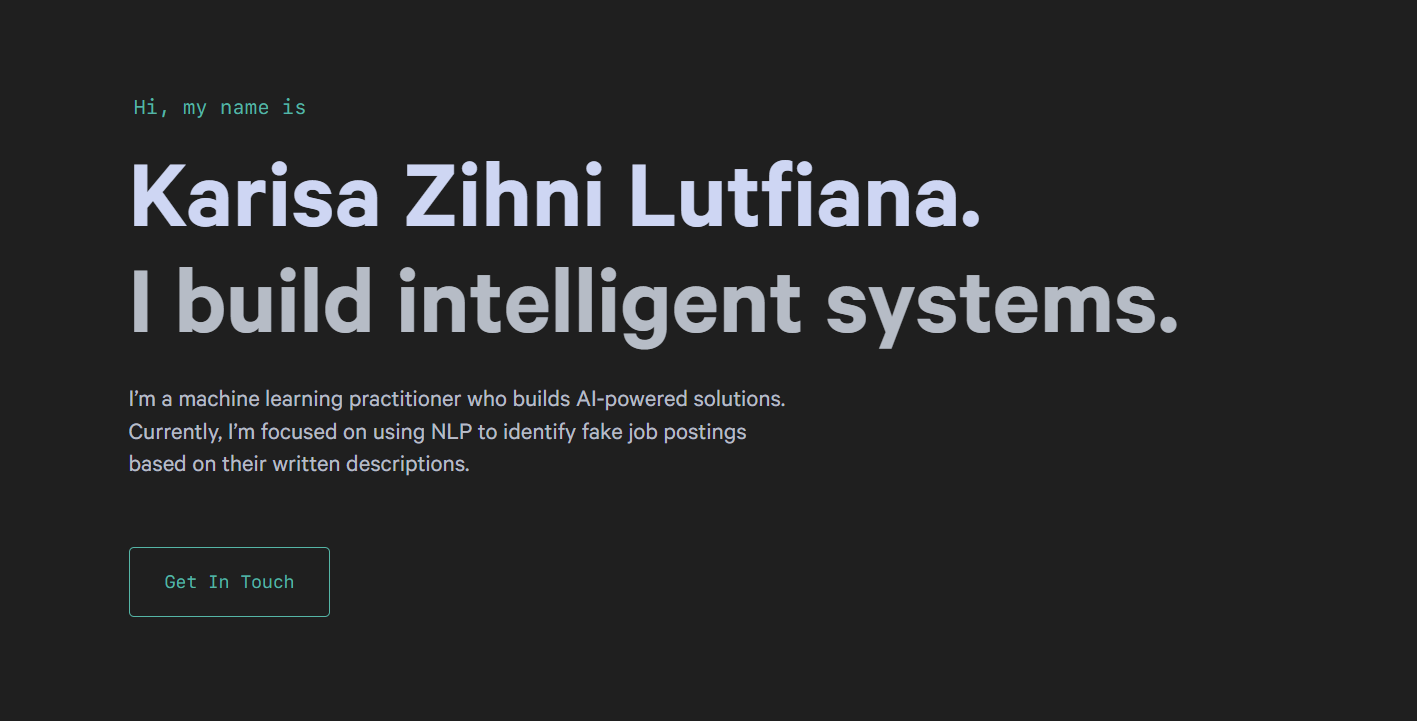 Hi, my name is
Karisa Zihni Lutfiana.
I build intelligent systems.
I’m a machine learning practitioner who builds AI-powered solutions.
Currently, I’m focused on using NLP to identify fake job postings
based on their written descriptions.
Get In Touch